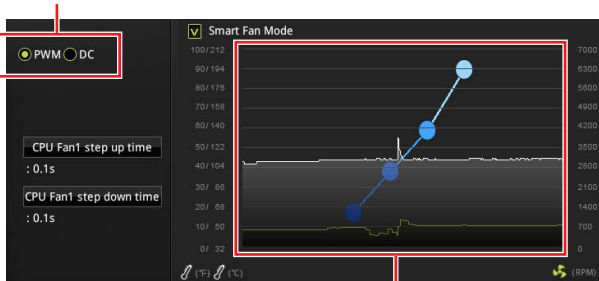 V Smart Fan Mode
PWM DC
100/212 7000
90/194 6300
80/176 5600
70/158 4900
60/140 4200
50/122 3500
40/104 2800
30/ 86 2100
20/ 68 1400
10/ 50 700
0/ 32 0
CPU Fan1 step up time
: 0.1s
CPU Fan1 step down time
: 0.1s
(°F) (°C) (RPM)